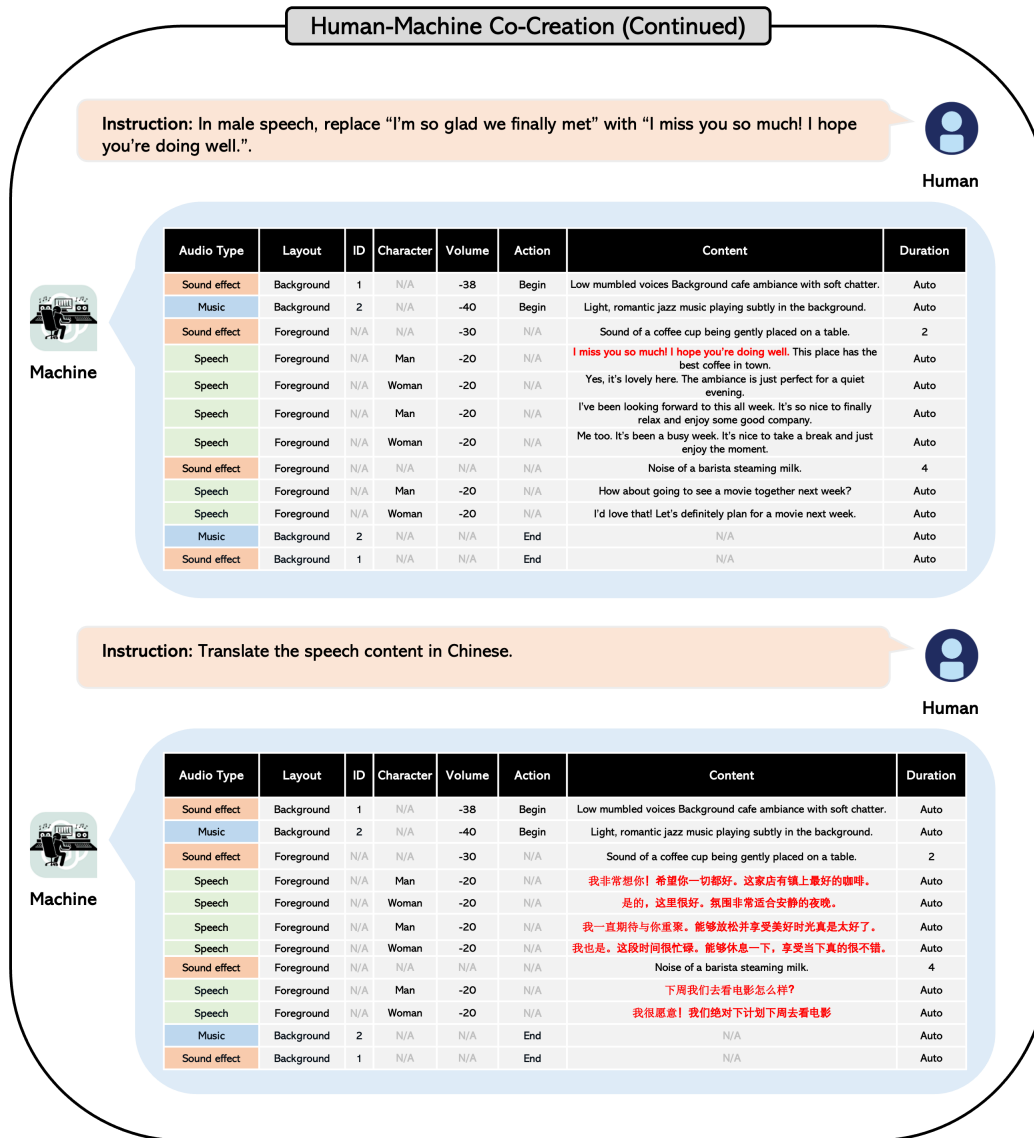 Human-Machine Co-Creation (Continued)
Instruction: In male speech, replace “I’m so glad we finally met” with “I miss you so much! I hope
you’re doing well.”.
Human
Machine
Audio Type Layout ID Character Volume Action Content Duration
Sound effect Background 1 N/A -38 Begin Low mumbled voices Background cafe ambiance with soft chatter. Auto
Music Background 2 N/A -40 Begin Light, romantic jazz music playing subtly in the background. Auto
Sound effect Foreground N/A N/A -30 N/A Sound of a coffee cup being gently placed on a table. 2
Speech Foreground N/A Man -20 N/A I miss you so much! I hope you’re doing well. This place has the
best coffee in town. Auto
Speech Foreground N/A Woman -20 N/A Yes, it’s lovely here. The ambiance is just perfect for a quiet
evening. Auto
Speech Foreground N/A Man -20 N/A I’ve been looking forward to this all week. It’s so nice to finally
relax and enjoy some good company. Auto
Speech Foreground N/A Woman -20 N/A Me too. It’s been a busy week. It’s nice to take a break and just
enjoy the moment. Auto
Sound effect Foreground N/A N/A N/A N/A Noise of a barista steaming milk. 4
Speech Foreground N/A Man -20 N/A How about going to see a movie together next week? Auto
Speech Foreground N/A Woman -20 N/A I’d love that! Let’s definitely plan for a movie next week. Auto
Music Background 2 N/A N/A End N/A Auto
Sound effect Background 1 N/A N/A End N/A Auto
Instruction: Translate the speech content in Chinese.
Human
Machine
Audio Type Layout ID Character Volume Action Content Duration
Sound effect Background 1 N/A -38 Begin Low mumbled voices Background cafe ambiance with soft chatter. Auto
Music Background 2 N/A -40 Begin Light, romantic jazz music playing subtly in the background. Auto
Sound effect Foreground N/A N/A -30 N/A Sound of a coffee cup being gently placed on a table. 2
Speech Foreground N/A Man -20 N/A 我非常想你！希望你一切都好。这家店有镇上最好的咖啡。 Auto
Speech Foreground N/A Woman -20 N/A 是的，这里很好。氛围非常适合安静的夜晚。 Auto
Speech Foreground N/A Man -20 N/A 我一直期待与你重聚。能够放松并享受美好时光真是太好了。 Auto
Speech Foreground N/A Woman -20 N/A 我也是。这段时间很忙碌。能够休息一下，享受当下真的很不错。 Auto
Sound effect Foreground N/A N/A N/A N/A Noise of a barista steaming milk. 4
Speech Foreground N/A Man -20 N/A 下周我们去看电影怎么样？ Auto
Speech Foreground N/A Woman -20 N/A 我很愿意！我们绝对下计划下周去看电影 Auto
Music Background 2 N/A N/A End N/A Auto
Sound effect Background 1 N/A N/A End N/A Auto